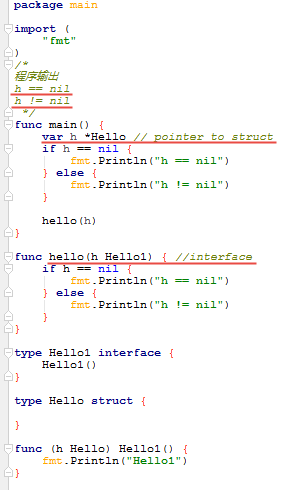 package main
import (
"fmt"
)
/*
程序输出
h == nil
h != nil
*/
func main() {
var h *Hello // pointer to struct
if h == nil {
fmt.Println("h == nil")
} else {
fmt.Println("h != nil")
}
hello(h)
}
func hello(h Hello1) { //interface
if h == nil {
fmt.Println("h == nil")
} else {
fmt.Println("h != nil")
}
}
type Hello1 interface {
Hello1()
}
type Hello struct {
}
func (h Hello) Hello1() {
fmt.Println("Hello1")
}